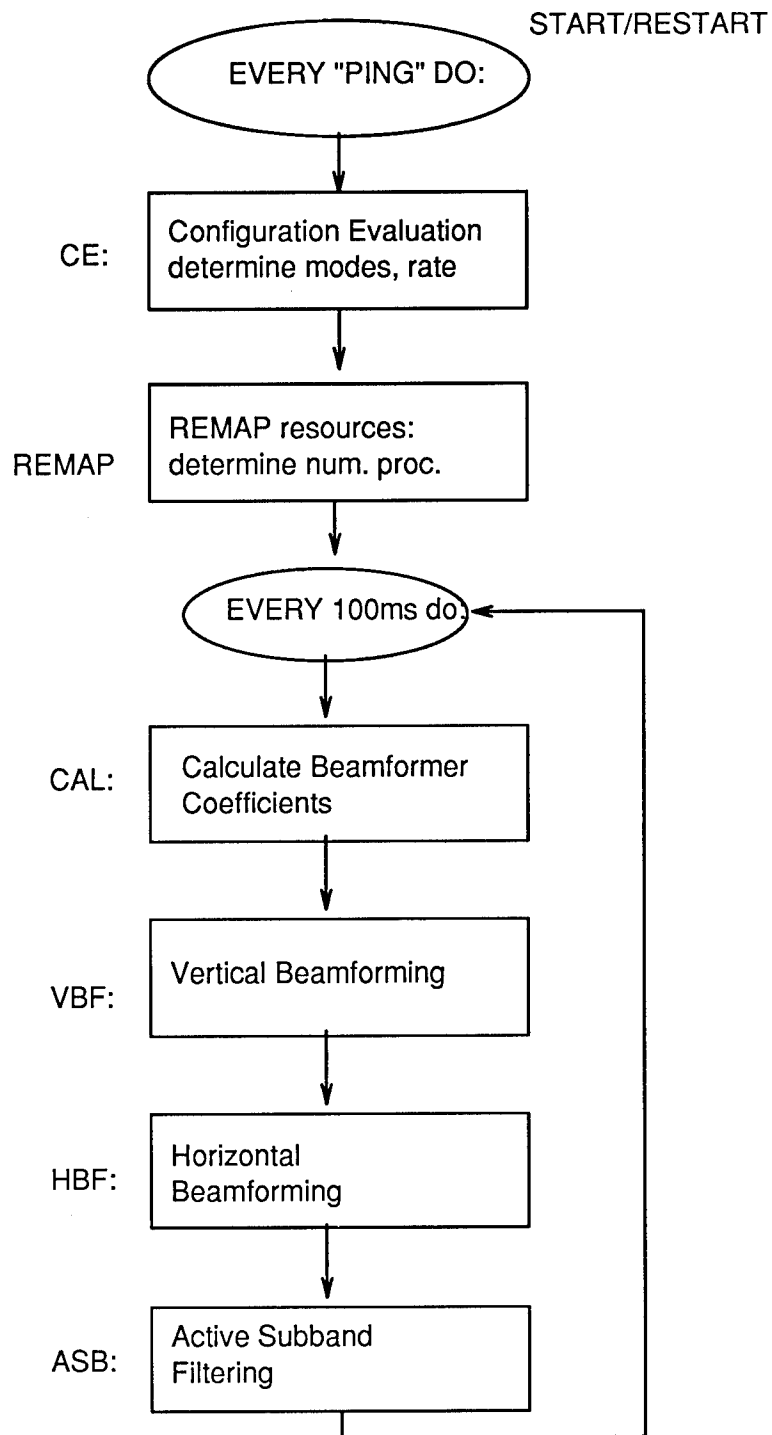 START/RESTART
EVERY "PING" DO:
CE:
Configuration Evaluation
determine modes, rate
REMAP
REMAP resources:
determine num. proc.
EVERY 100ms do:
CAL:
Calculate Beamformer
Coefficients
VBF:
Vertical Beamforming
HBF:
Horizontal
Beamforming
ASB:
Active Subband
Filtering